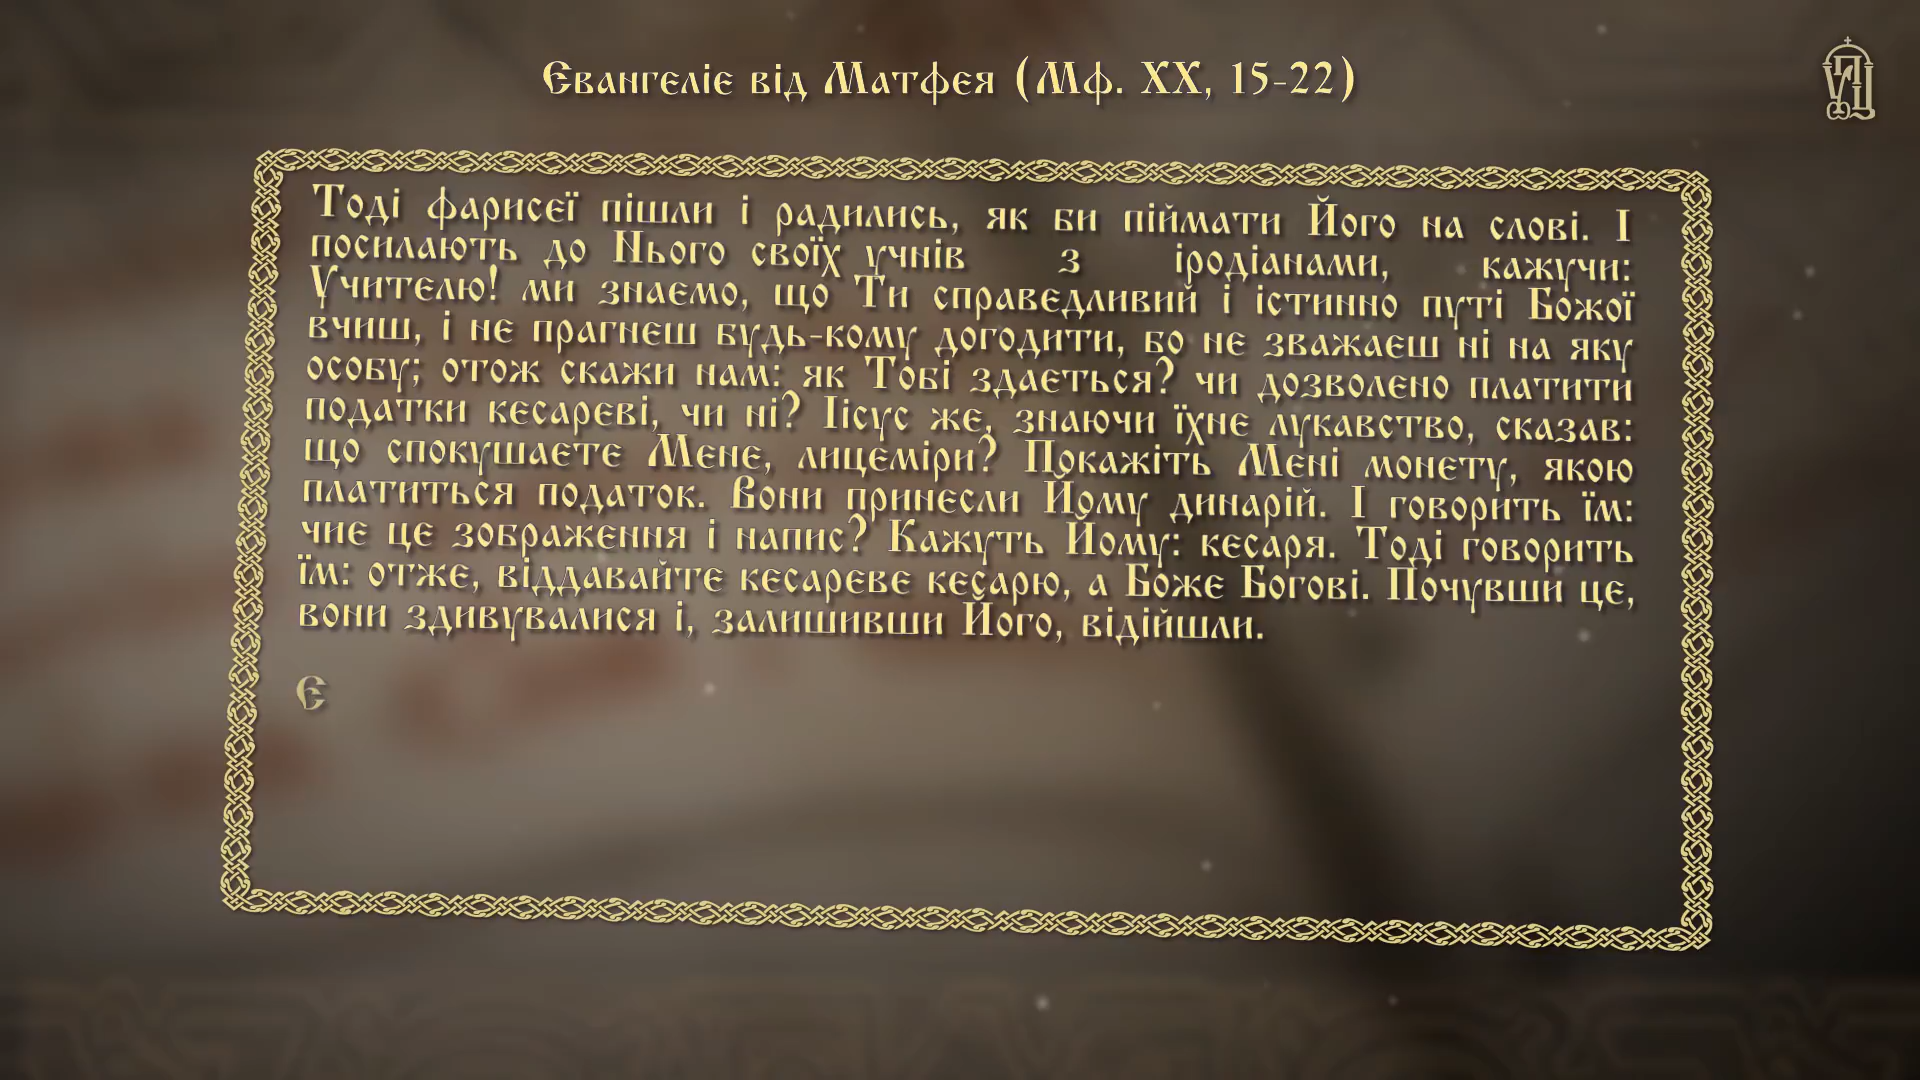 Євангеліє від Матфея (Мф. XX, 15-22)
Тоді фарисеї пішли і радились, як би піймати Його на слові. І
посилають до Нього своїх учнів з іродіанами, кажучи:
Учителю! ми знаємо, що Ти справедливий і істинно путі Божої
вчиш, і не прагнеш будь-кому догодити, бо не зважаєш ні на яку
особу; отож скажи нам: як Тобі здається? чи дозволено платити
податки кесареві, чи ні? Іісус же, знаючи їхнє лукавство, сказав:
що спокушаєте Мене, лицеміри? Покажіть Мені монету, якою
платиться податок. Вони принесли Йому динарій. І говорить їм:
чиє це зображення і напис? Кажуть Йому: кесаря. Тоді говорить
їм: отже, віддавайте кесареве кесарю, а Боже Богові. Почувши це,
вони здивувалися і, залишивши Його, відійшли.
Є